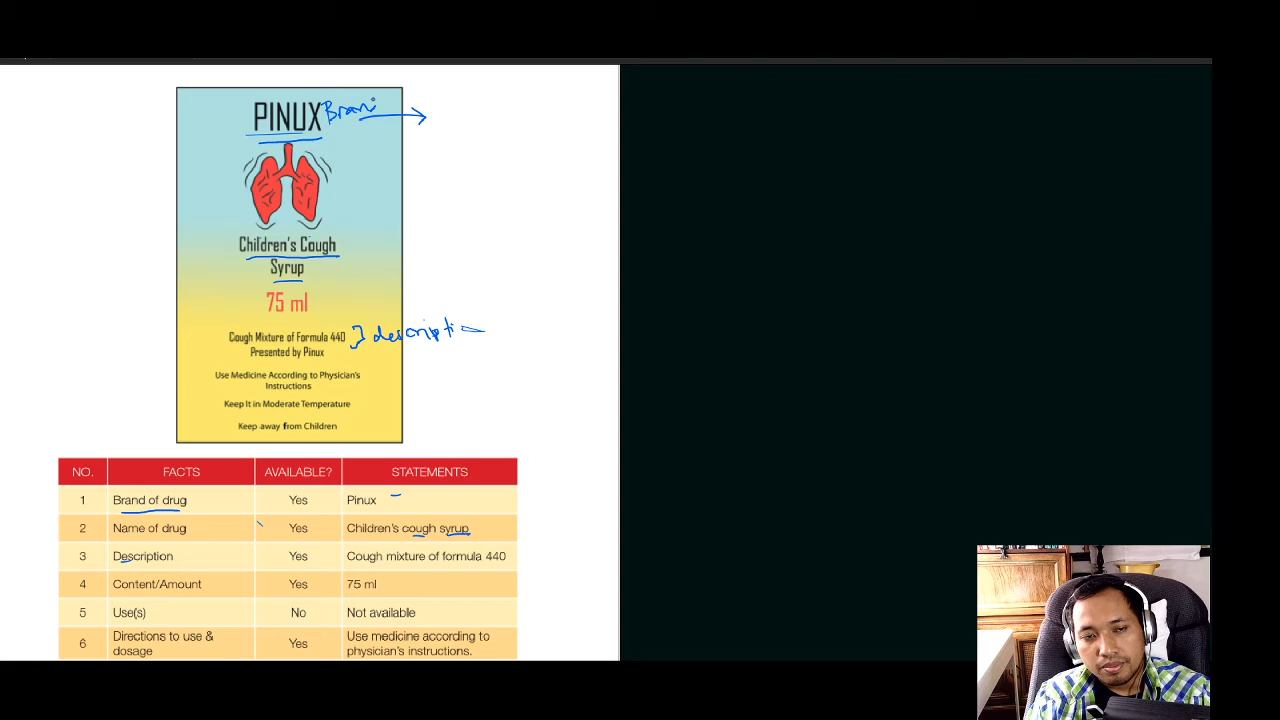 PINUX
Children's Cough
Syrup
75 ml
Cough Mixture of Formula 440
Presented by Pinux
descripti
Use Medicine According to Physician's
Instructions
Keep It in Moderate Temperature
Keep away from Children
NO. FACTS AVAILABLE? STATEMENTS
1 Brand of drug Yes Pinux
2 Name of drug Yes Children's cough syrup
3 Description Yes Cough mixture of formula 440
4 Content/Amount Yes 75 ml
5 Use(s) No Not available
6 Directions to use & dosage Yes Use medicine according to physician's instructions.